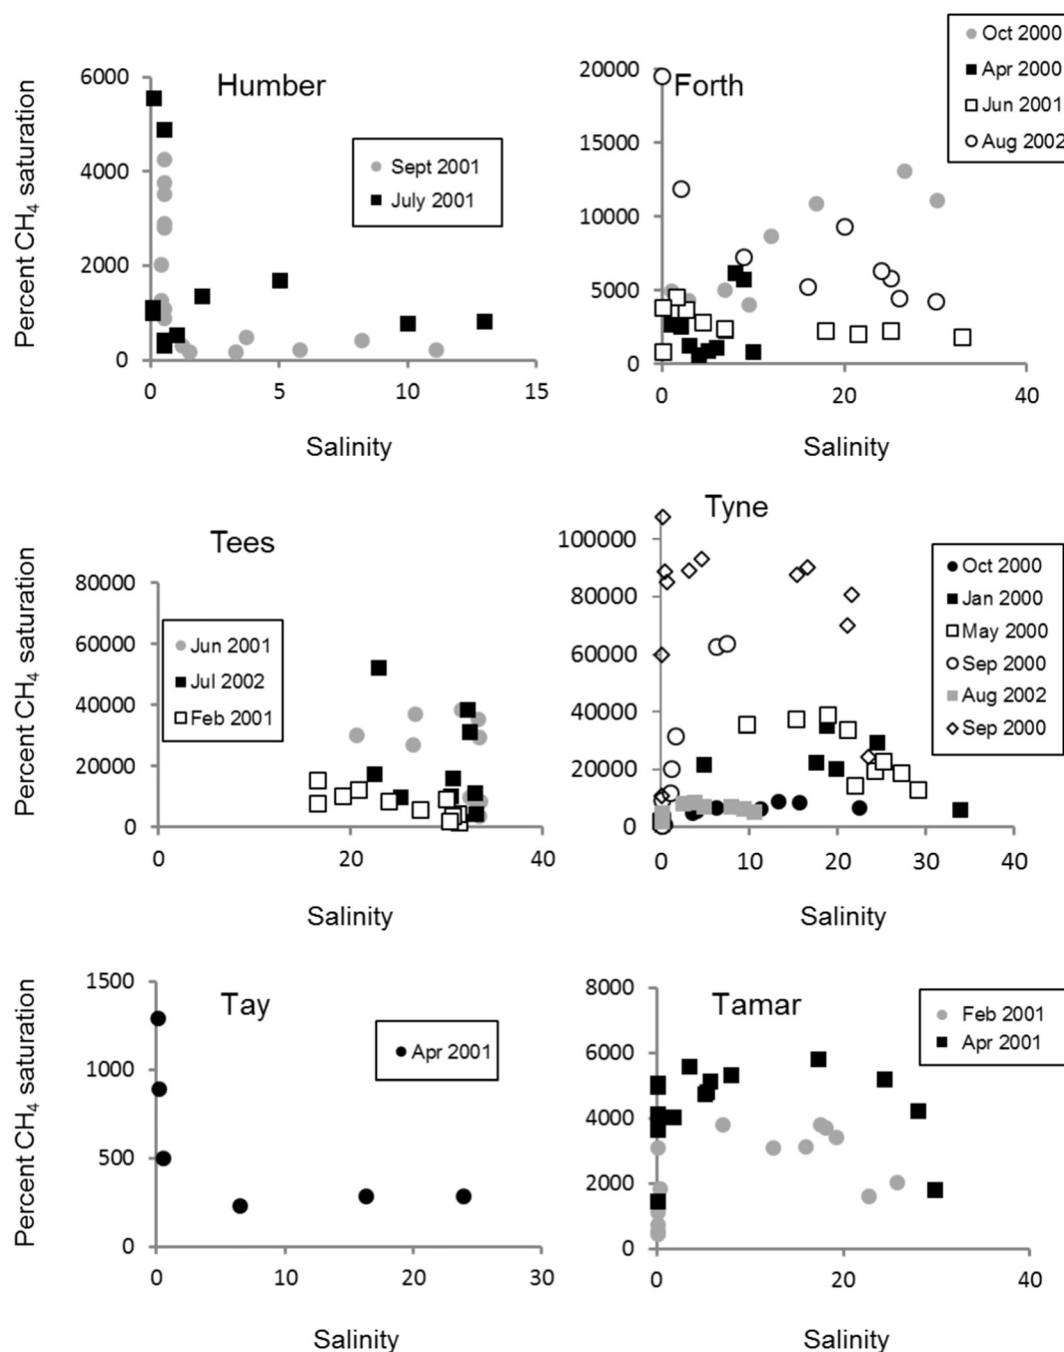 Humber
Percent CH₄ saturation
6000
4000
2000
0
0 5 10 15
Salinity
Sept 2001
July 2001
Forth
20000
15000
10000
5000
0
0 20 40
Salinity
Oct 2000
Apr 2000
Jun 2001
Aug 2002
Tees
Percent CH₄ saturation
80000
60000
40000
20000
0
0 20 40
Salinity
Jun 2001
Jul 2002
Feb 2001
Tyne
100000
80000
60000
40000
20000
0
0 10 20 30 40
Salinity
Oct 2000
Jan 2000
May 2000
Sep 2000
Aug 2002
Sep 2000
Tay
Percent CH₄ saturation
1500
1000
500
0
0 10 20 30
Salinity
Apr 2001
Tamar
8000
6000
4000
2000
0
0 20 40
Salinity
Feb 2001
Apr 2001